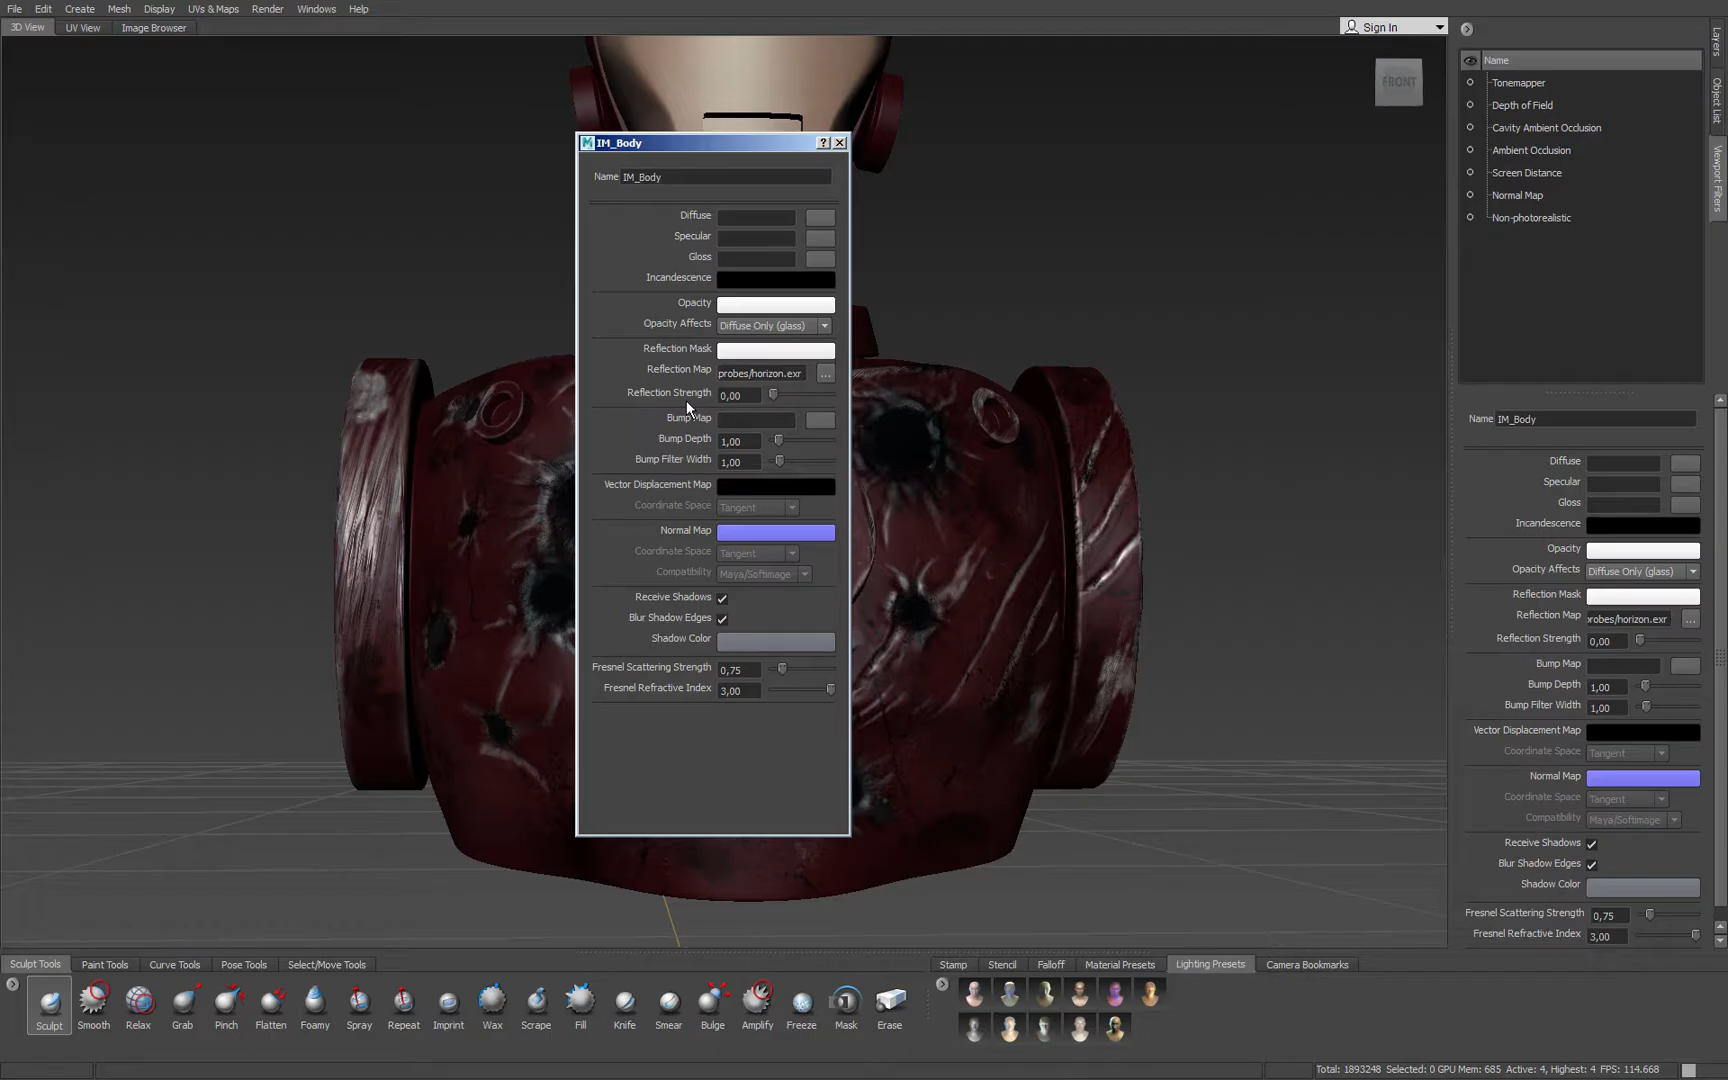 File Edit Create Mesh Display UVs & Maps Render Windows Help
3D View UV View Image Browser
Sign In
FRONT
Name
Tonemapper
Depth of Field
Cavity Ambient Occlusion
Ambient Occlusion
Screen Distance
Normal Map
Non-photorealistic
Layers
Object List
Viewport Filters
IM_Body
?
Name IM_Body
Diffuse
Specular
Gloss
Incandescence
Opacity
Opacity Affects Diffuse Only (glass)
Reflection Mask
Reflection Map probes/horizon.exr ...
Reflection Strength 0,00
Bump Map
Bump Depth 1,00
Bump Filter Width 1,00
Vector Displacement Map
Coordinate Space Tangent
Normal Map
Coordinate Space Tangent
Compatibility Maya/Softimage
Receive Shadows
Blur Shadow Edges
Shadow Color
Fresnel Scattering Strength 0,75
Fresnel Refractive Index 3,00
Name IM_Body
Diffuse
Specular
Gloss
Incandescence
Opacity
Opacity Affects Diffuse Only (glass)
Reflection Mask
Reflection Map robes/horizon.exr ...
Reflection Strength 0,00
Bump Map
Bump Depth 1,00
Bump Filter Width 1,00
Vector Displacement Map
Coordinate Space Tangent
Normal Map
Coordinate Space Tangent
Compatibility Maya/Softimage
Receive Shadows
Blur Shadow Edges
Shadow Color
Fresnel Scattering Strength 0,75
Fresnel Refractive Index 3,00
Sculpt Tools Paint Tools Curve Tools Pose Tools Select/Move Tools
Stamp Stencil Falloff Material Presets Lighting Presets Camera Bookmarks
Sculpt Smooth Relax Grab Pinch Flatten Foamy Spray Repeat Imprint Wax Scrape Fill Knife Smear Bulge Amplify Freeze Mask Erase
Total: 1893248 Selected: 0 GPU Mem: 685 Active: 4, Highest: 4 FPS: 114.668